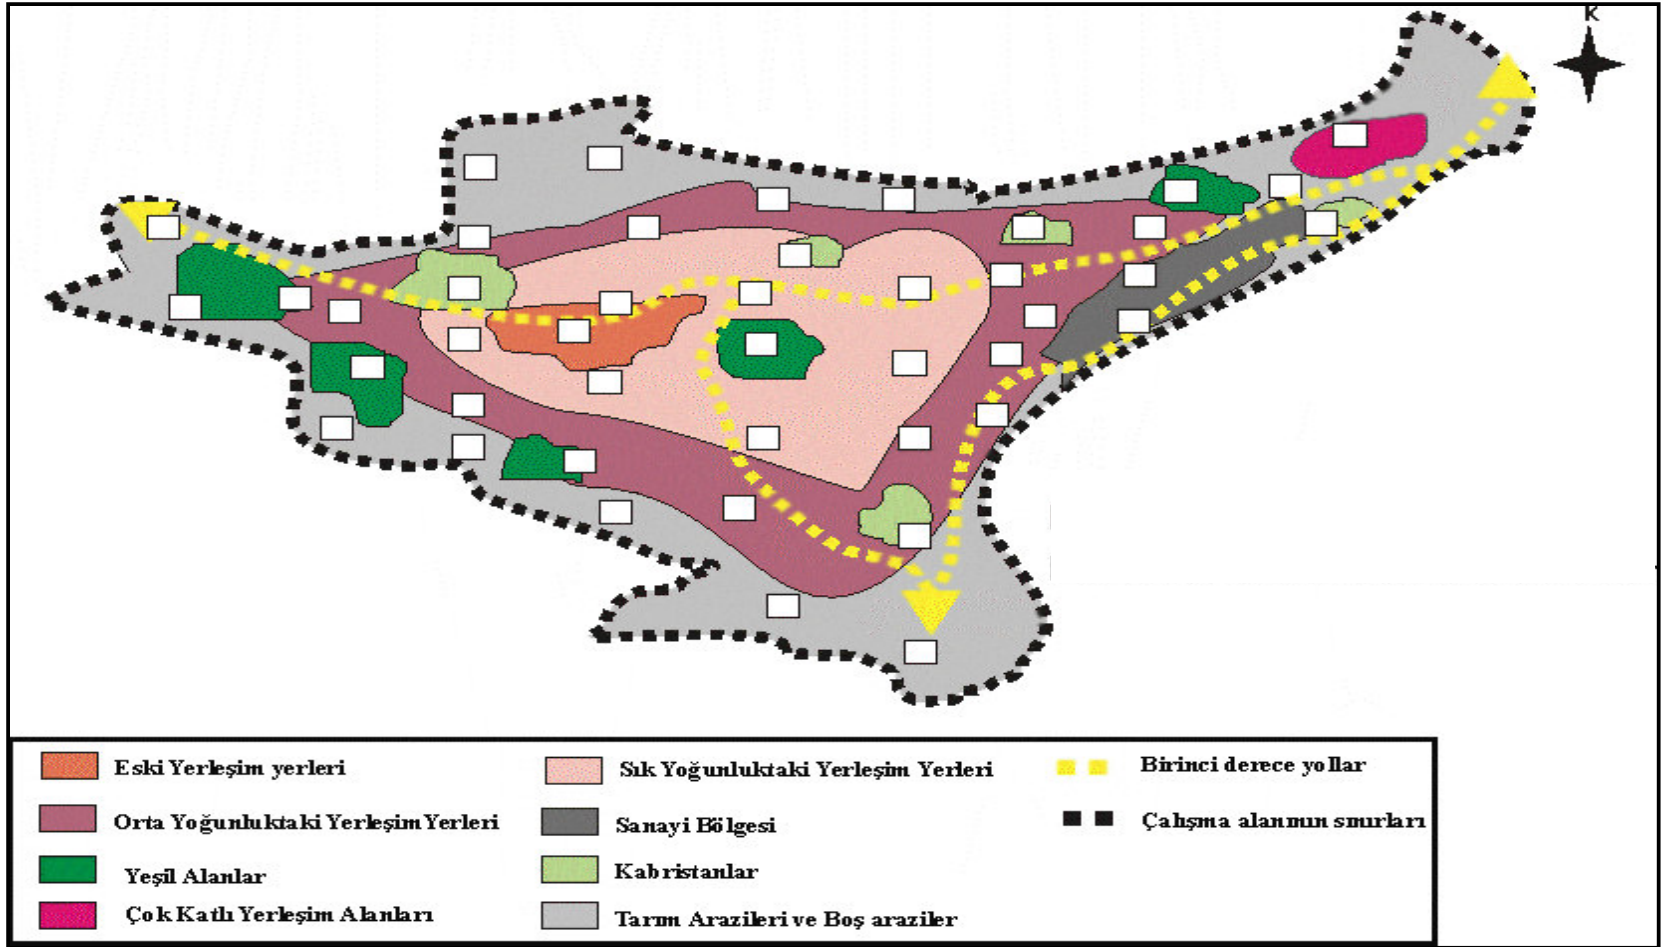 K
Eski Yerleşim yerleri
Sık Yoğunluktaki Yerleşim Yerleri
Birinci derece yollar
Orta Yoğunluktaki Yerleşim Yerleri
Sanayi Bölgesi
Çalışma alanının sınırları
Yeşil Alanlar
Kabristanlar
Çok Katlı Yerleşim Alanları
Tarım Arazileri ve Boş araziler